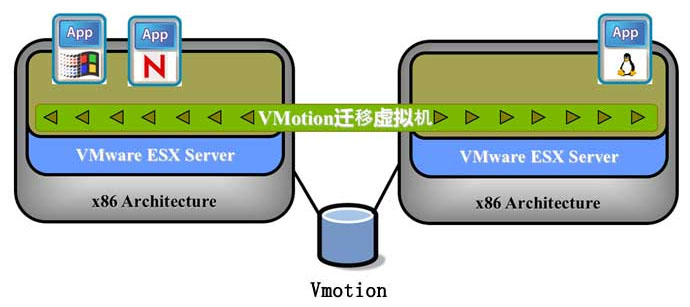 App
App
App
VMotion迁移虚拟机
VMware ESX Server
VMware ESX Server
x86 Architecture
x86 Architecture
Vmotion